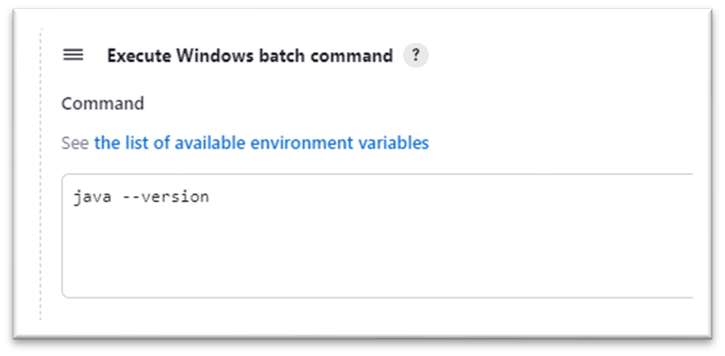 Execute Windows batch command ?
Command
See the list of available environment variables
java --version